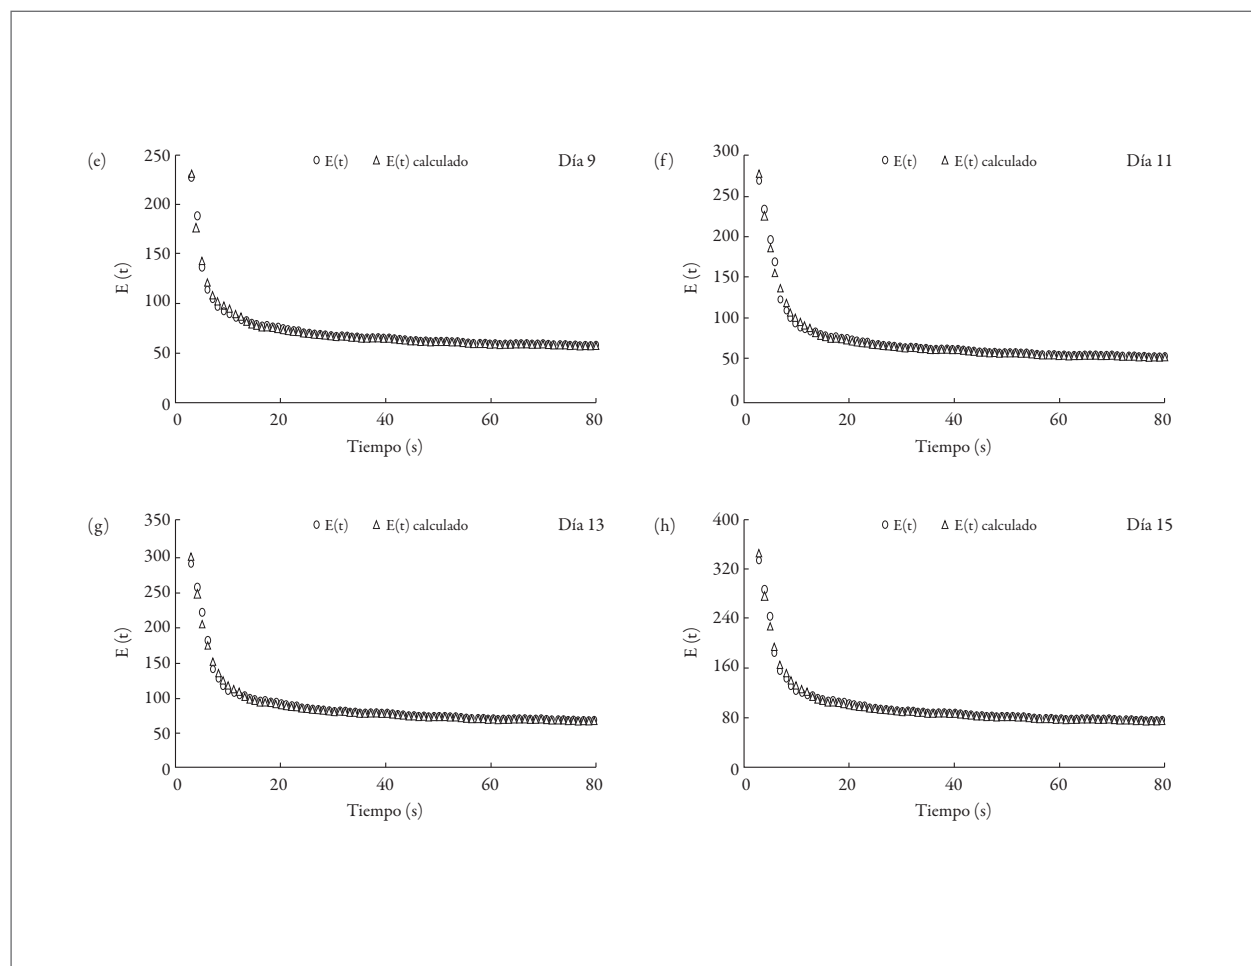 (e) ○ E(t) △ E(t) calculado Día 9
250
200
150
100
50
0
E (t)
0 20 40 60 80
Tiempo (s)
(f) ○ E(t) △ E(t) calculado Día 11
300
250
200
150
100
50
0
E (t)
0 20 40 60 80
Tiempo (s)
(g) ○ E(t) △ E(t) calculado Día 13
350
300
250
200
150
100
50
0
E (t)
0 20 40 60 80
Tiempo (s)
(h) ○ E(t) △ E(t) calculado Día 15
400
320
240
160
80
0
E (t)
0 20 40 60 80
Tiempo (s)